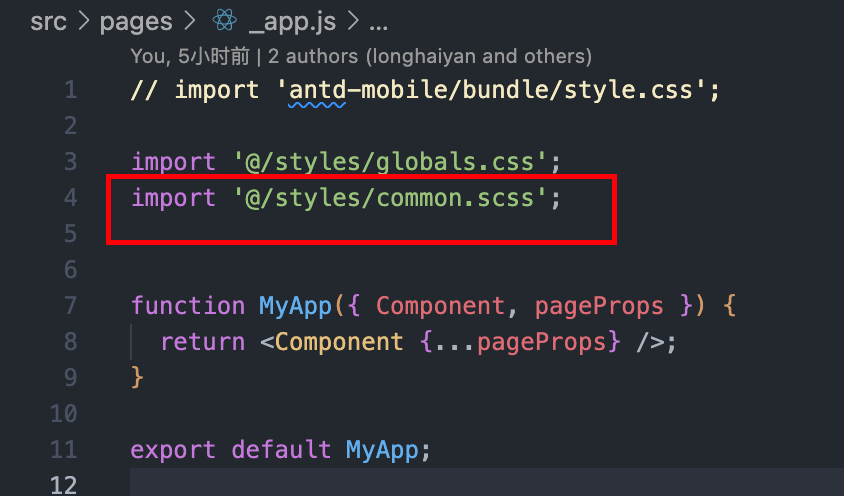 src > pages > _app.js > ...
You, 5小时前 | 2 authors (longhaiyan and others)
1 // import 'antd-mobile/bundle/style.css';
2
3 import '@/styles/globals.css';
4 import '@/styles/common.scss';
5
6
7 function MyApp({ Component, pageProps }) {
8 return <Component {...pageProps} />;
9 }
10
11 export default MyApp;
12